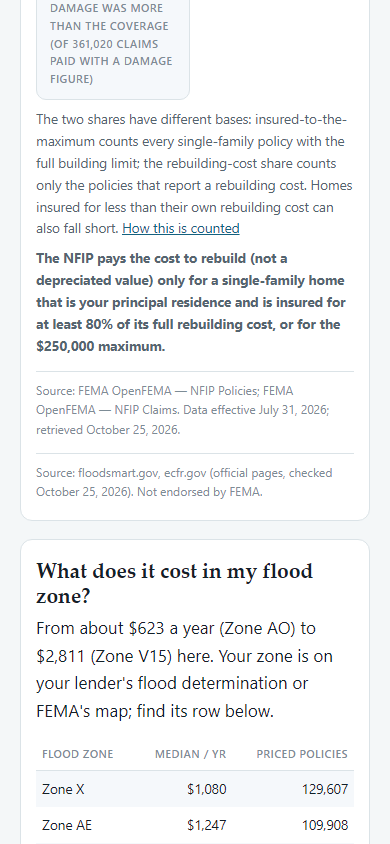 DAMAGE WAS MORE
THAN THE COVERAGE
(OF 361,020 CLAIMS
PAID WITH A DAMAGE
FIGURE)
The two shares have different bases: insured-to-the-
maximum counts every single-family policy with the
full building limit; the rebuilding-cost share counts
only the policies that report a rebuilding cost. Homes
insured for less than their own rebuilding cost can
also fall short. How this is counted
The NFIP pays the cost to rebuild (not a
depreciated value) only for a single-family home
that is your principal residence and is insured for
at least 80% of its full rebuilding cost, or for the
$250,000 maximum.
Source: FEMA OpenFEMA — NFIP Policies; FEMA
OpenFEMA — NFIP Claims. Data effective July 31, 2026;
retrieved October 25, 2026.
Source: floodsmart.gov, ecfr.gov (official pages, checked
October 25, 2026). Not endorsed by FEMA.
What does it cost in my flood
zone?
From about $623 a year (Zone AO) to
$2,811 (Zone V15) here. Your zone is on
your lender's flood determination or
FEMA's map; find its row below.
FLOOD ZONE MEDIAN / YR PRICED POLICIES
Zone X $1,080 129,607
Zone AE $1,247 109,908